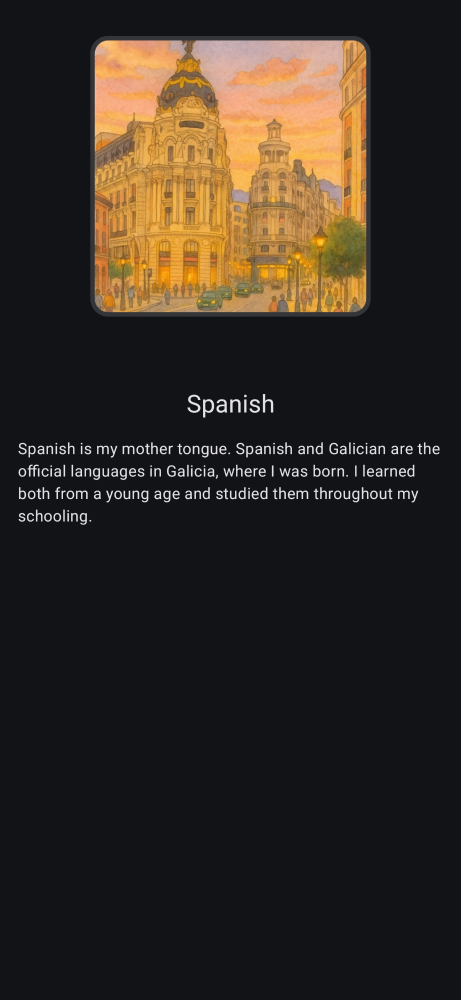 Spanish
Spanish is my mother tongue. Spanish and Galician are the
official languages in Galicia, where I was born. I learned
both from a young age and studied them throughout my
schooling.